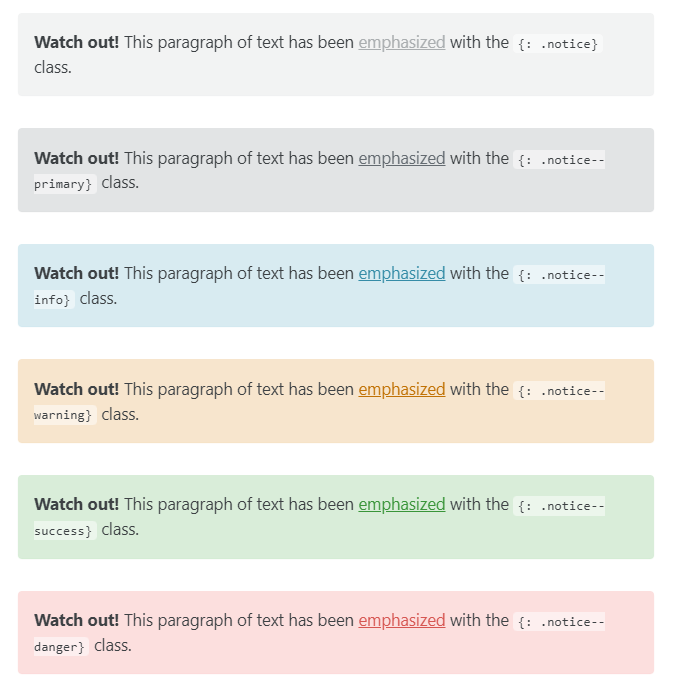 Watch out! This paragraph of text has been emphasized with the {: .notice}
class.
Watch out! This paragraph of text has been emphasized with the {: .notice--
primary} class.
Watch out! This paragraph of text has been emphasized with the {: .notice--
info} class.
Watch out! This paragraph of text has been emphasized with the {: .notice--
warning} class.
Watch out! This paragraph of text has been emphasized with the {: .notice--
success} class.
Watch out! This paragraph of text has been emphasized with the {: .notice--
danger} class.